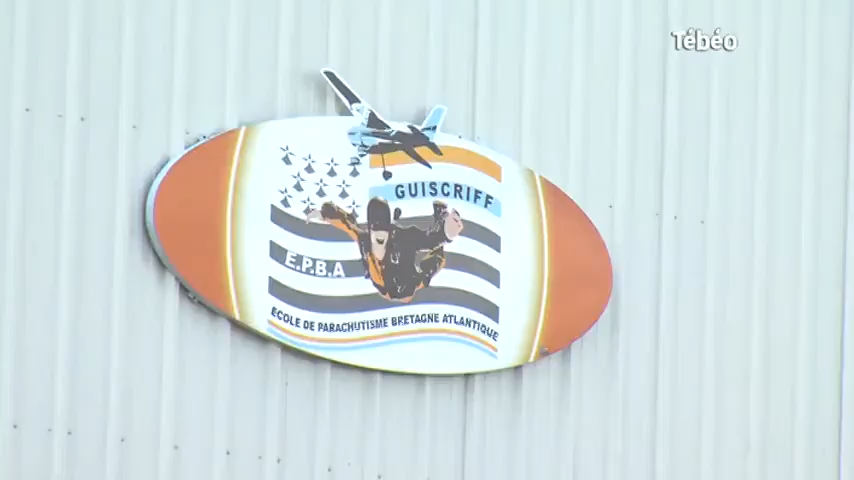 Tébéo
GUISCRIFF
E.P.B.A
ECOLE DE PARACHUTISME BRETAGNE ATLANTIQUE